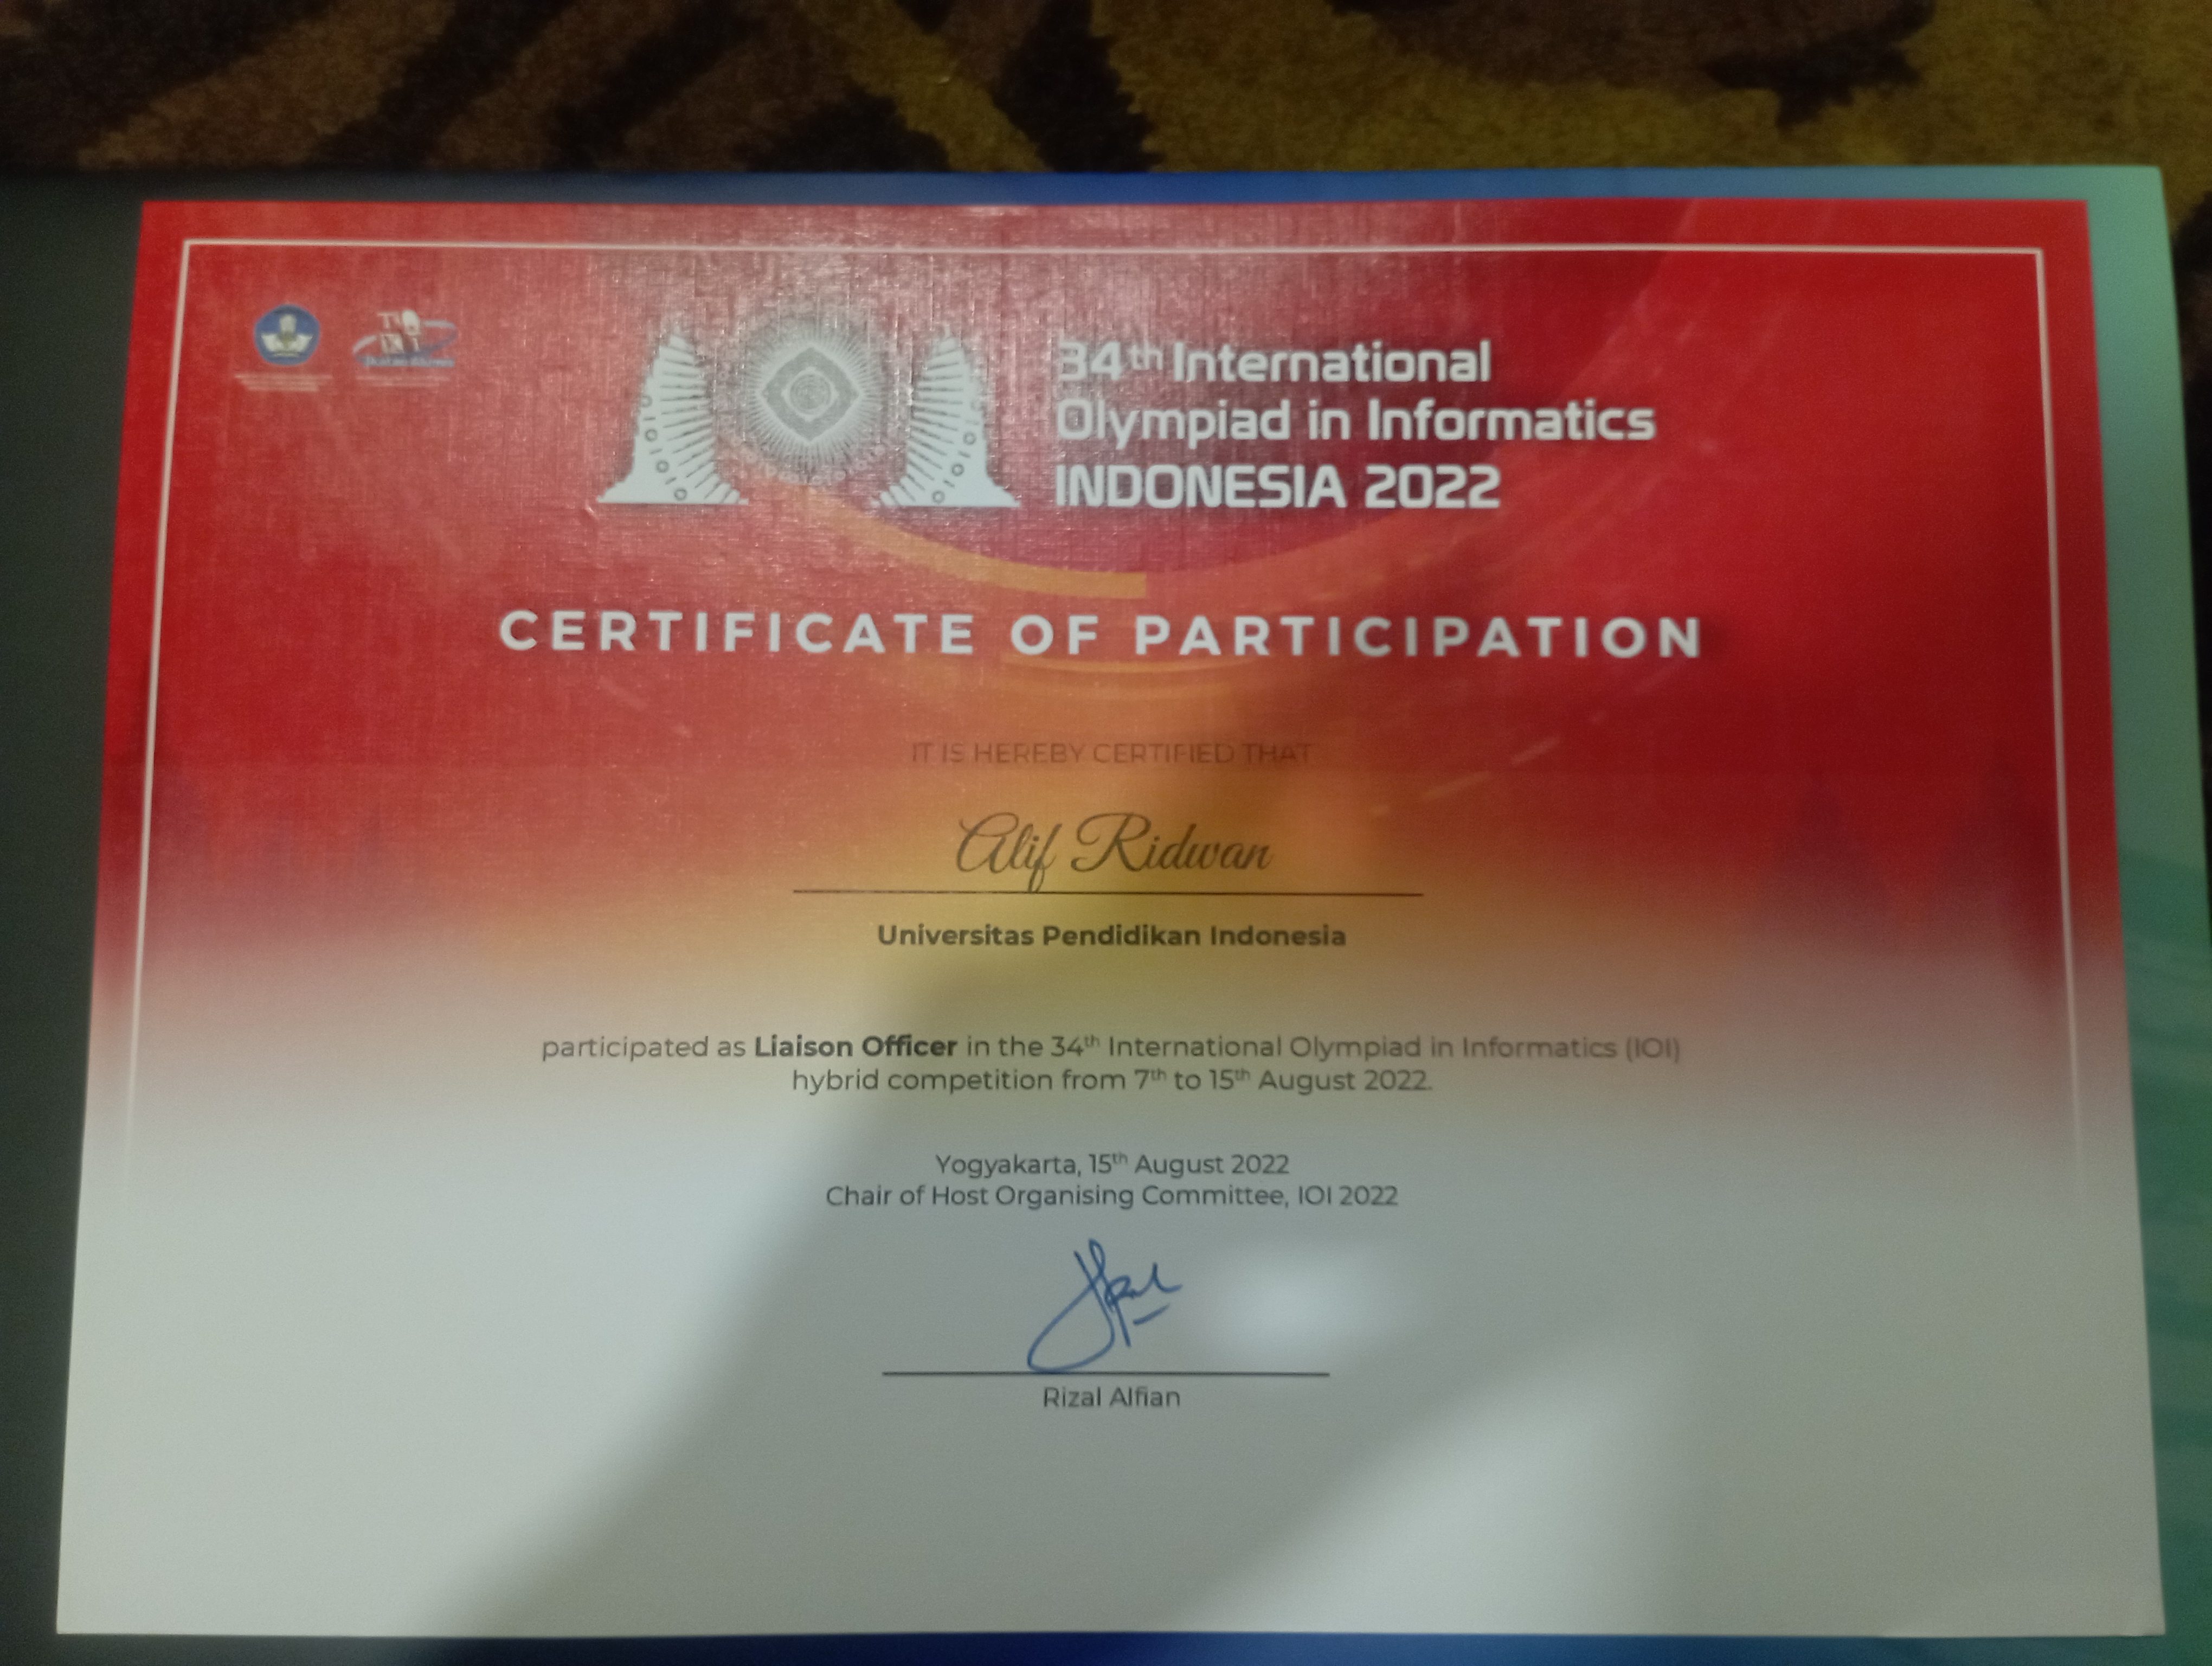 34th International
Olympiad in Informatics
INDONESIA 2022
CERTIFICATE OF PARTICIPATION
IT IS HEREBY CERTIFIED THAT
Alif Ridwan
Universitas Pendidikan Indonesia
participated as Liaison Officer in the 34th International Olympiad in Informatics (IOI)
hybrid competition from 7th to 15th August 2022.
Yogyakarta, 15th August 2022
Chair of Host Organising Committee, IOI 2022
Rizal Alfian